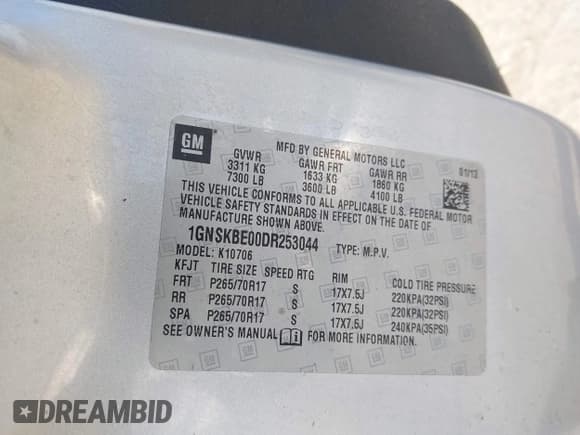 GM
MFD BY GENERAL MOTORS LLC
01/13
GVWR GAWR FRT GAWR RR
3311 KG 1633 KG 1860 KG
7300 LB 3600 LB 4100 LB
THIS VEHICLE CONFORMS TO ALL APPLICABLE U.S. FEDERAL MOTOR
VEHICLE SAFETY STANDARDS IN EFFECT ON THE DATE OF
MANUFACTURE SHOWN ABOVE.
1GNSKBE00DR253044 TYPE: M.P.V.
MODEL: K10706
KFJT TIRE SIZE SPEED RTG RIM COLD TIRE PRESSURE
FRT P265/70R17 S 17X7.5J 220KPA(32PSI)
RR P265/70R17 S 17X7.5J 220KPA(32PSI)
SPA P265/70R17 S 17X7.5J 240KPA(35PSI)
SEE OWNER'S MANUAL FOR MORE INFORMATION.
DREAMBID